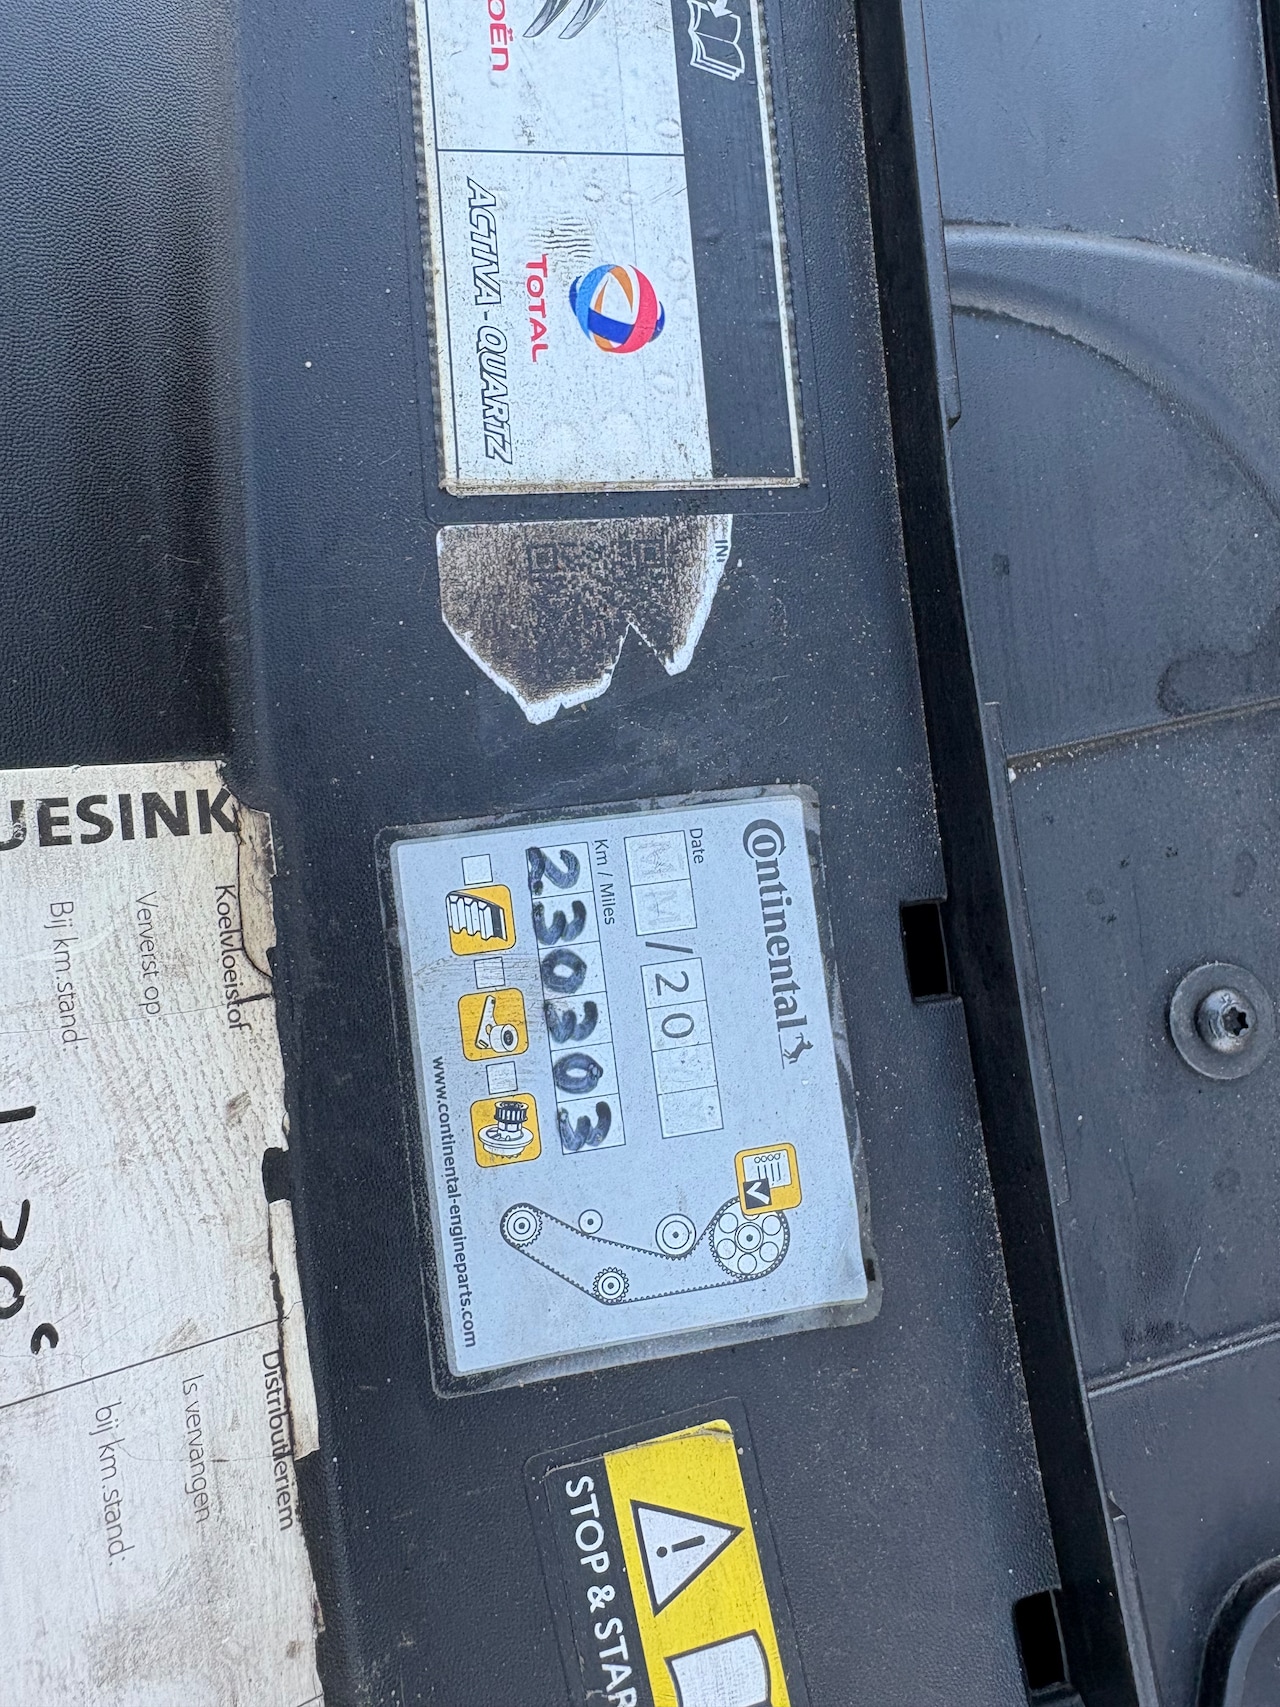 ACTIVA - QUARTZ
TOTAL
Continental
Date
MM / 20
Km / Miles
230303
www.continental-engineparts.com
STOP & STAR
UESINK
Koelvloeistof
Ververst op
Bij km.stand:
Distributieriem
Is vervangen
bij km.stand: